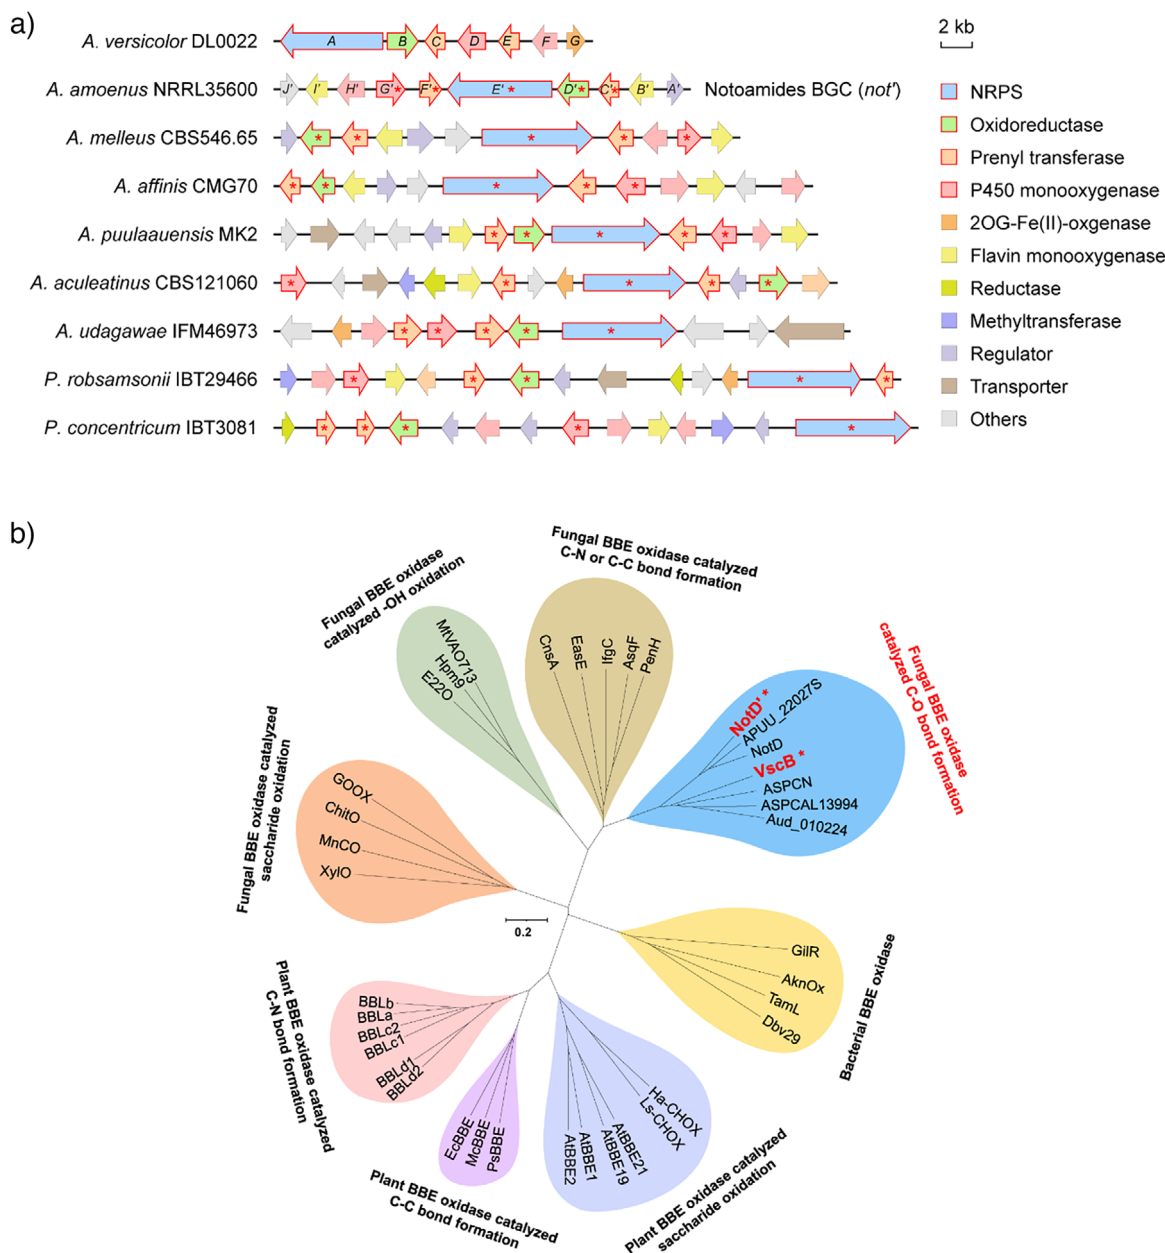 a)
A. versicolor DL0022
A B C D E F G
A. amoenus NRRL35600
J' I' H' G'* F'* E' * D'* C'* B' A'
Notoamides BGC (not')
A. melleus CBS546.65
* * * * *
A. affinis CMG70
* * * * *
A. puulaauensis MK2
* * * * *
A. aculeatinus CBS121060
* * * * *
A. udagawae IFM46973
* * * * *
P. robsamsonii IBT29466
* * * * *
P. concentricum IBT3081
* * * * *
2 kb
NRPS
Oxidoreductase
Prenyl transferase
P450 monooxygenase
2OG-Fe(II)-oxgenase
Flavin monooxygenase
Reductase
Methyltransferase
Regulator
Transporter
Others
b)
Fungal BBE oxidase
catalyzed -OH oxidation
MtVAO713
Hpm9
E22O
Fungal BBE oxidase catalyzed
C-N or C-C bond formation
CnsA
EasE
IfgC
AsqF
PenH
Fungal BBE oxidase
catalyzed C-O bond formation
NotD' *
APUU_22027S
NotD
VscB *
ASPCN
ASPCAL13994
Aud_010224
Fungal BBE oxidase catalyzed
saccharide oxidation
GOOX
ChitO
MnCO
XylO
0.2
Bacterial BBE oxidase
GilR
AknOx
TamL
Dbv29
Plant BBE oxidase catalyzed
C-N bond formation
BBLb
BBLa
BBLc2
BBLc1
BBLd1
BBLd2
Plant BBE oxidase catalyzed
C-C bond formation
EcBBE
McBBE
PsBBE
Plant BBE oxidase catalyzed
saccharide oxidation
AtBBE2
AtBBE1
AtBBE19
AtBBE21
Ls-CHOX
Ha-CHOX